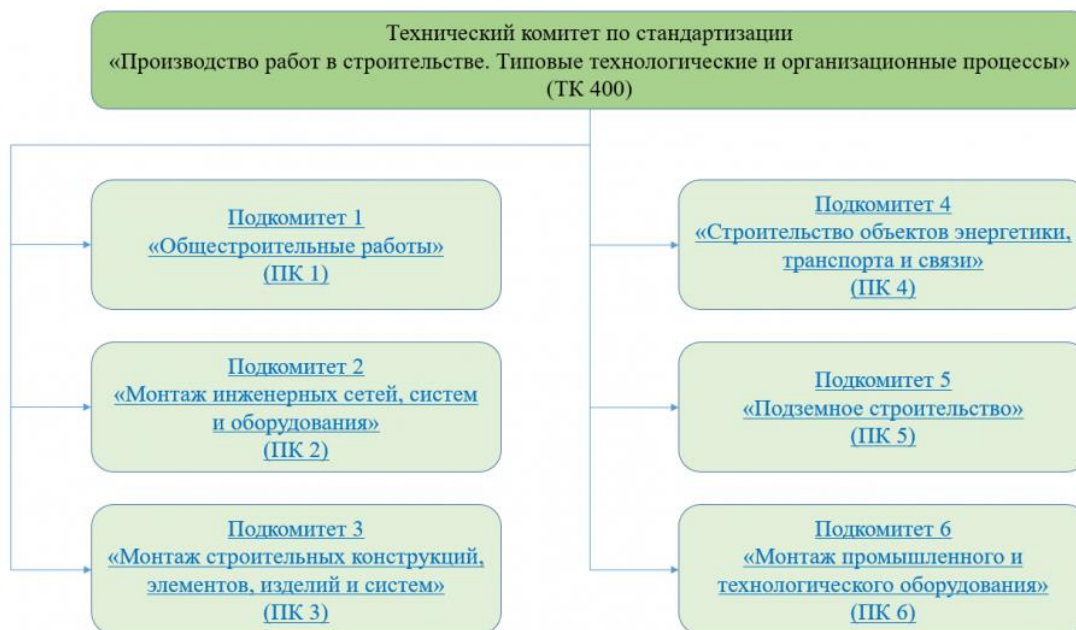 Технический комитет по стандартизации
«Производство работ в строительстве. Типовые технологические и организационные процессы»
(ТК 400)
Подкомитет 1
«Общестроительные работы»
(ПК 1)
Подкомитет 2
«Монтаж инженерных сетей, систем
и оборудования»
(ПК 2)
Подкомитет 3
«Монтаж строительных конструкций,
элементов, изделий и систем»
(ПК 3)
Подкомитет 4
«Строительство объектов энергетики,
транспорта и связи»
(ПК 4)
Подкомитет 5
«Подземное строительство»
(ПК 5)
Подкомитет 6
«Монтаж промышленного и
технологического оборудования»
(ПК 6)